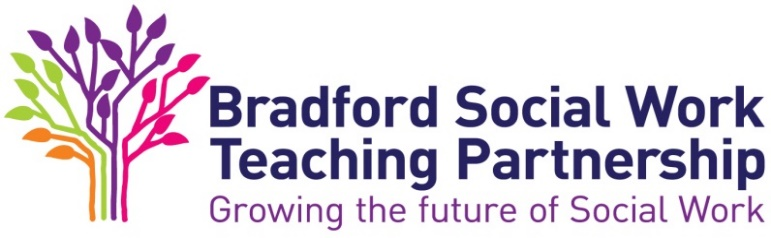 Bradford Social Work
Teaching Partnership
Growing the future of Social Work